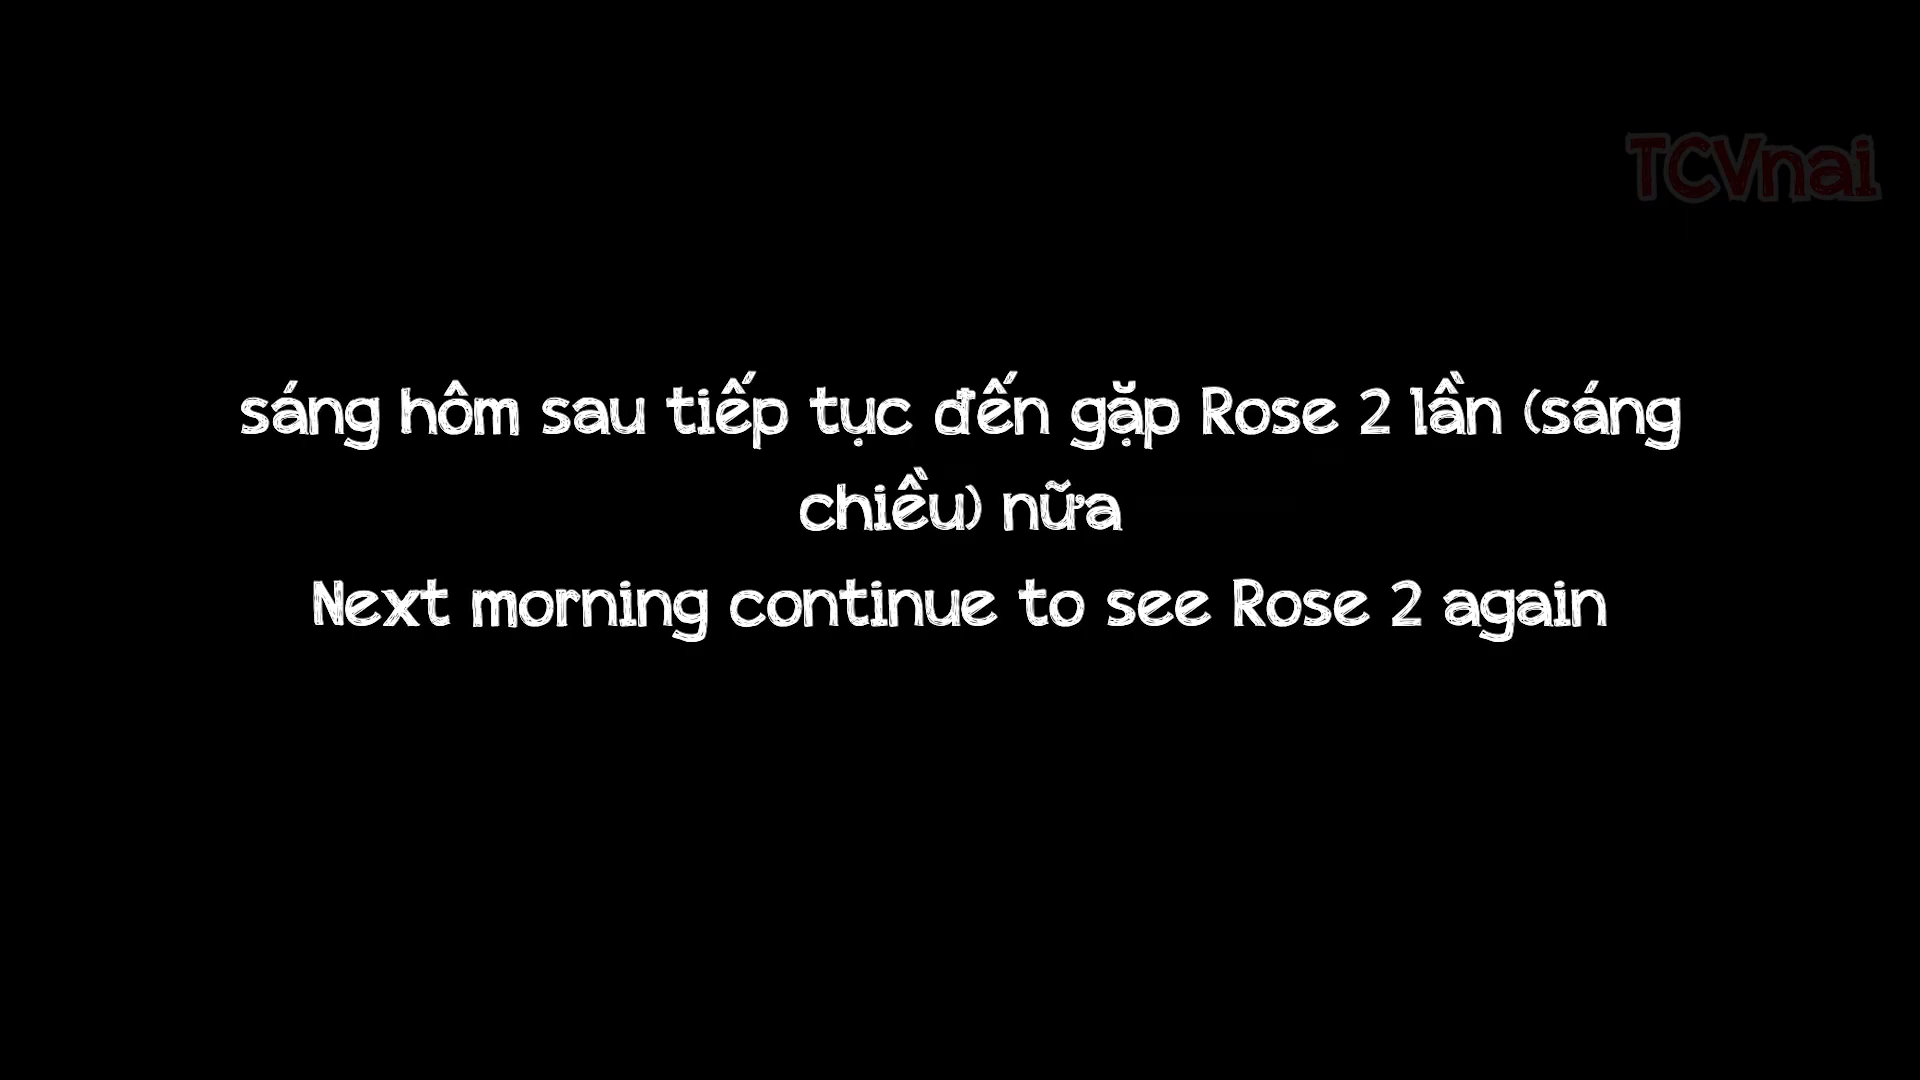 TCVnai
sáng hôm sau tiếp tục đến gặp Rose 2 lần (sáng
chiều) nữa
Next morning continue to see Rose 2 again